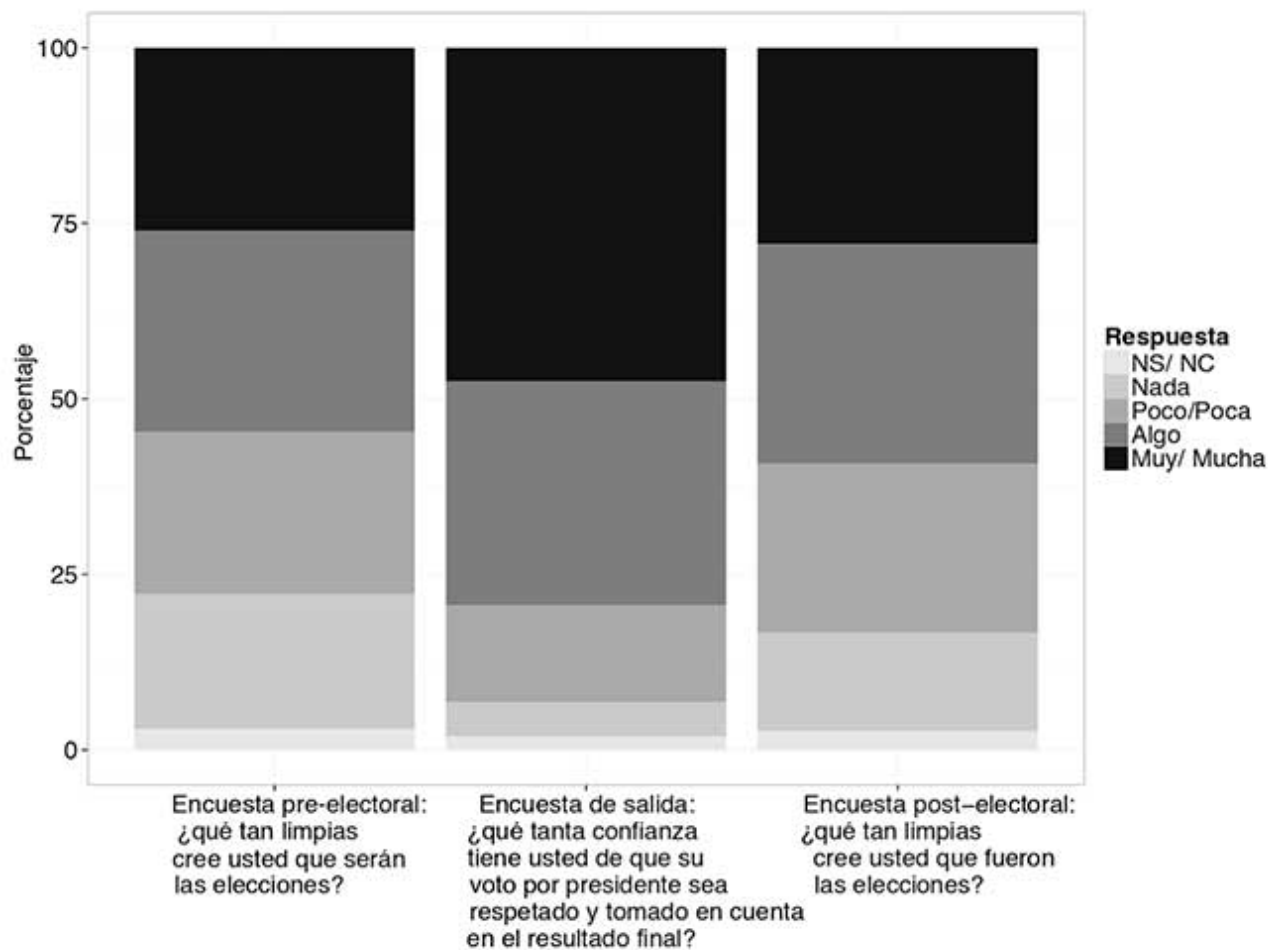 100
75
50
25
0
Porcentaje
Respuesta
NS/ NC
Nada
Poco/Poca
Algo
Muy/ Mucha
Encuesta pre-electoral:
¿qué tan limpias
cree usted que serán
las elecciones?
Encuesta de salida:
¿qué tanta confianza
tiene usted de que su
voto por presidente sea
respetado y tomado en cuenta
en el resultado final?
Encuesta post–electoral:
¿qué tan limpias
cree usted que fueron
las elecciones?